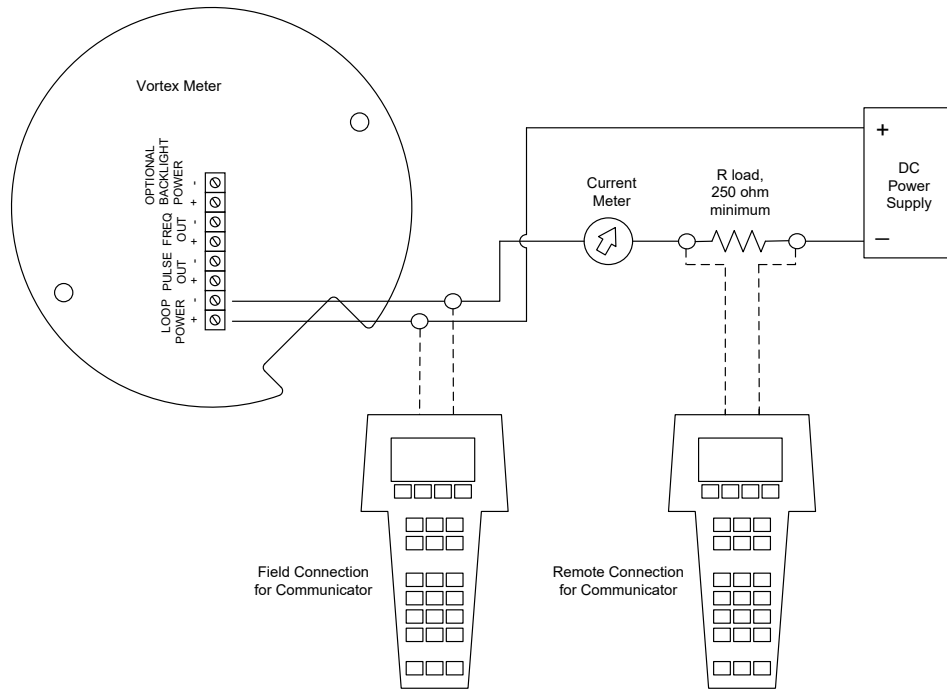 Vortex Meter
OPTIONAL
BACKLIGHT
POWER
- +
FREQ
OUT
- +
PULSE
OUT
- +
LOOP
POWER
- +
Current
Meter
R load,
250 ohm
minimum
+
DC
Power
Supply
–
Field Connection
for Communicator
Remote Connection
for Communicator